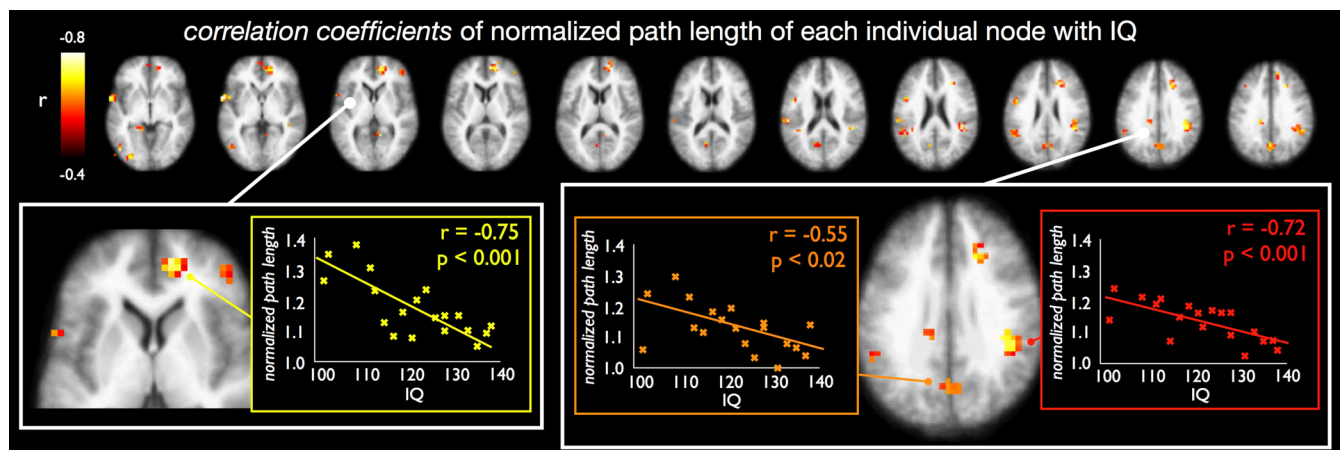 correlation coefficients of normalized path length of each individual node with IQ
-0.8
r
-0.4
r = -0.75
p < 0.001
normalized path length
1.4
1.3
1.2
1.1
1.0
100 110 120 130 140
IQ
r = -0.55
p < 0.02
normalized path length
1.4
1.3
1.2
1.1
1.0
100 110 120 130 140
IQ
r = -0.72
p < 0.001
normalized path length
1.4
1.3
1.2
1.1
1.0
100 110 120 130 140
IQ